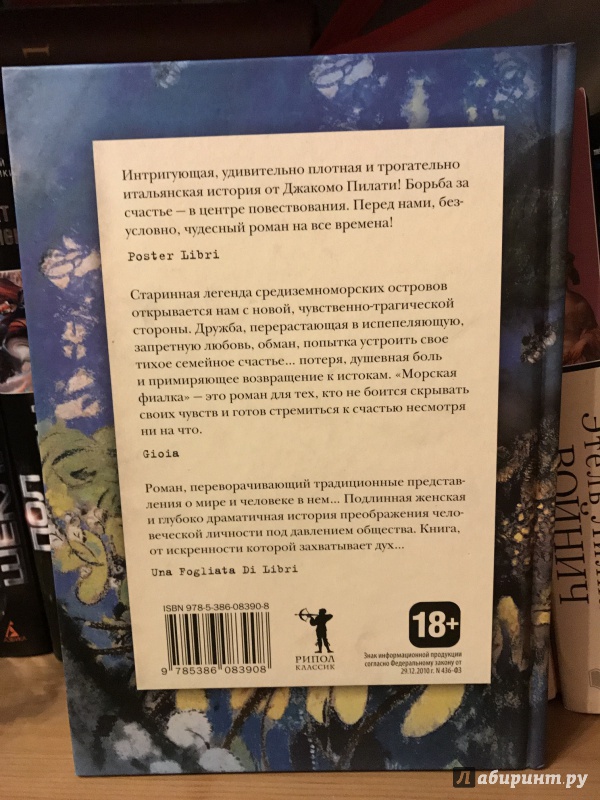 Интригующая, удивительно плотная и трогательно
итальянская история от Джакомо Пилати! Борьба за
счастье – в центре повествования. Перед нами, без-
условно, чудесный роман на все времена!
Poster Libri
Старинная легенда средиземноморских островов
открывается нам с новой, чувственно-трагической
стороны. Дружба, перерастающая в испепеляющую,
запретную любовь, обман, попытка устроить свое
тихое семейное счастье... потеря, душевная боль
и примиряющее возвращение к истокам. «Морская
фиалка» – это роман для тех, кто не боится скрывать
своих чувств и готов стремиться к счастью несмотря
ни на что.
Gioia
Роман, переворачивающий традиционные представ-
ления о мире и человеке в нем... Подлинная женская
и глубоко драматичная история преображения чело-
веческой личности под давлением общества. Книга,
от искренности которой захватывает дух...
Una Fogliata Di Libri
ISBN 978-5-386-08390-8
9 785386 083908
РИПОЛ
КЛАССИК
18+
Знак информационной продукции
согласно Федеральному закону от
29.12.2010 г. N 436-ФЗ
ВОЙНИЧ
Лабиринт.ру